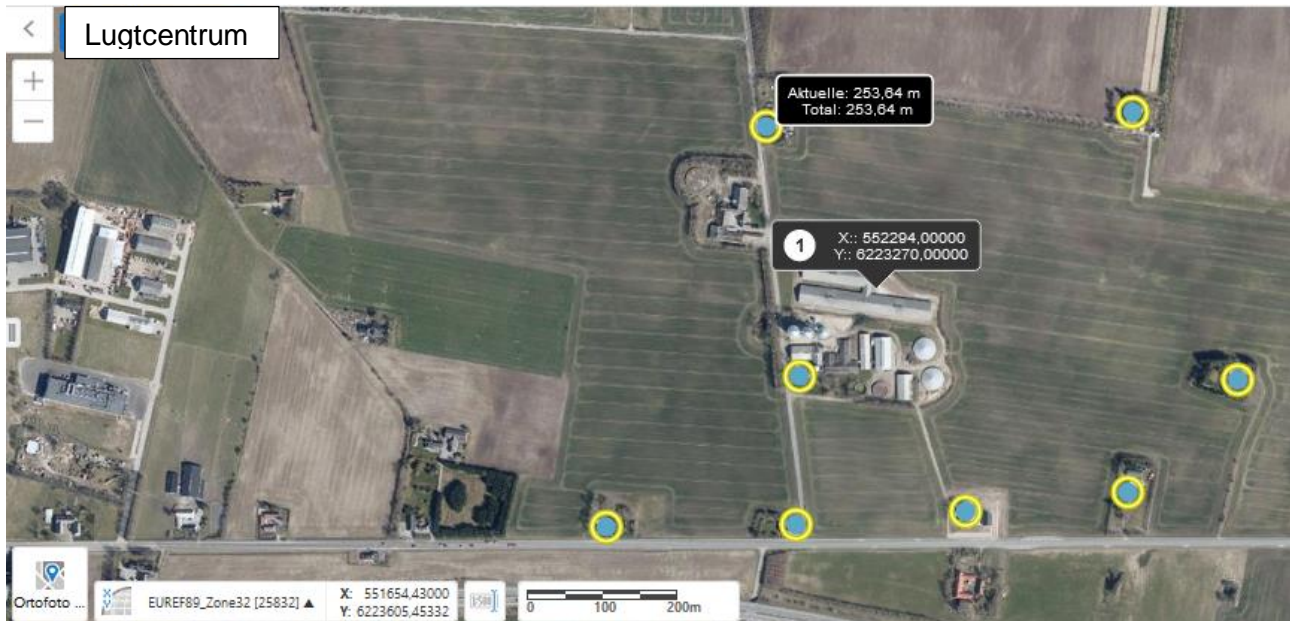 Lugtcentrum
Aktuelle: 253,64 m
Total: 253,64 m
1
X:: 552294,00000
Y:: 6223270,00000
Ortofoto ...
EUREF89_Zone32 [25832] ▲
X: 551654,43000
Y: 6223605,45332
0 100 200m